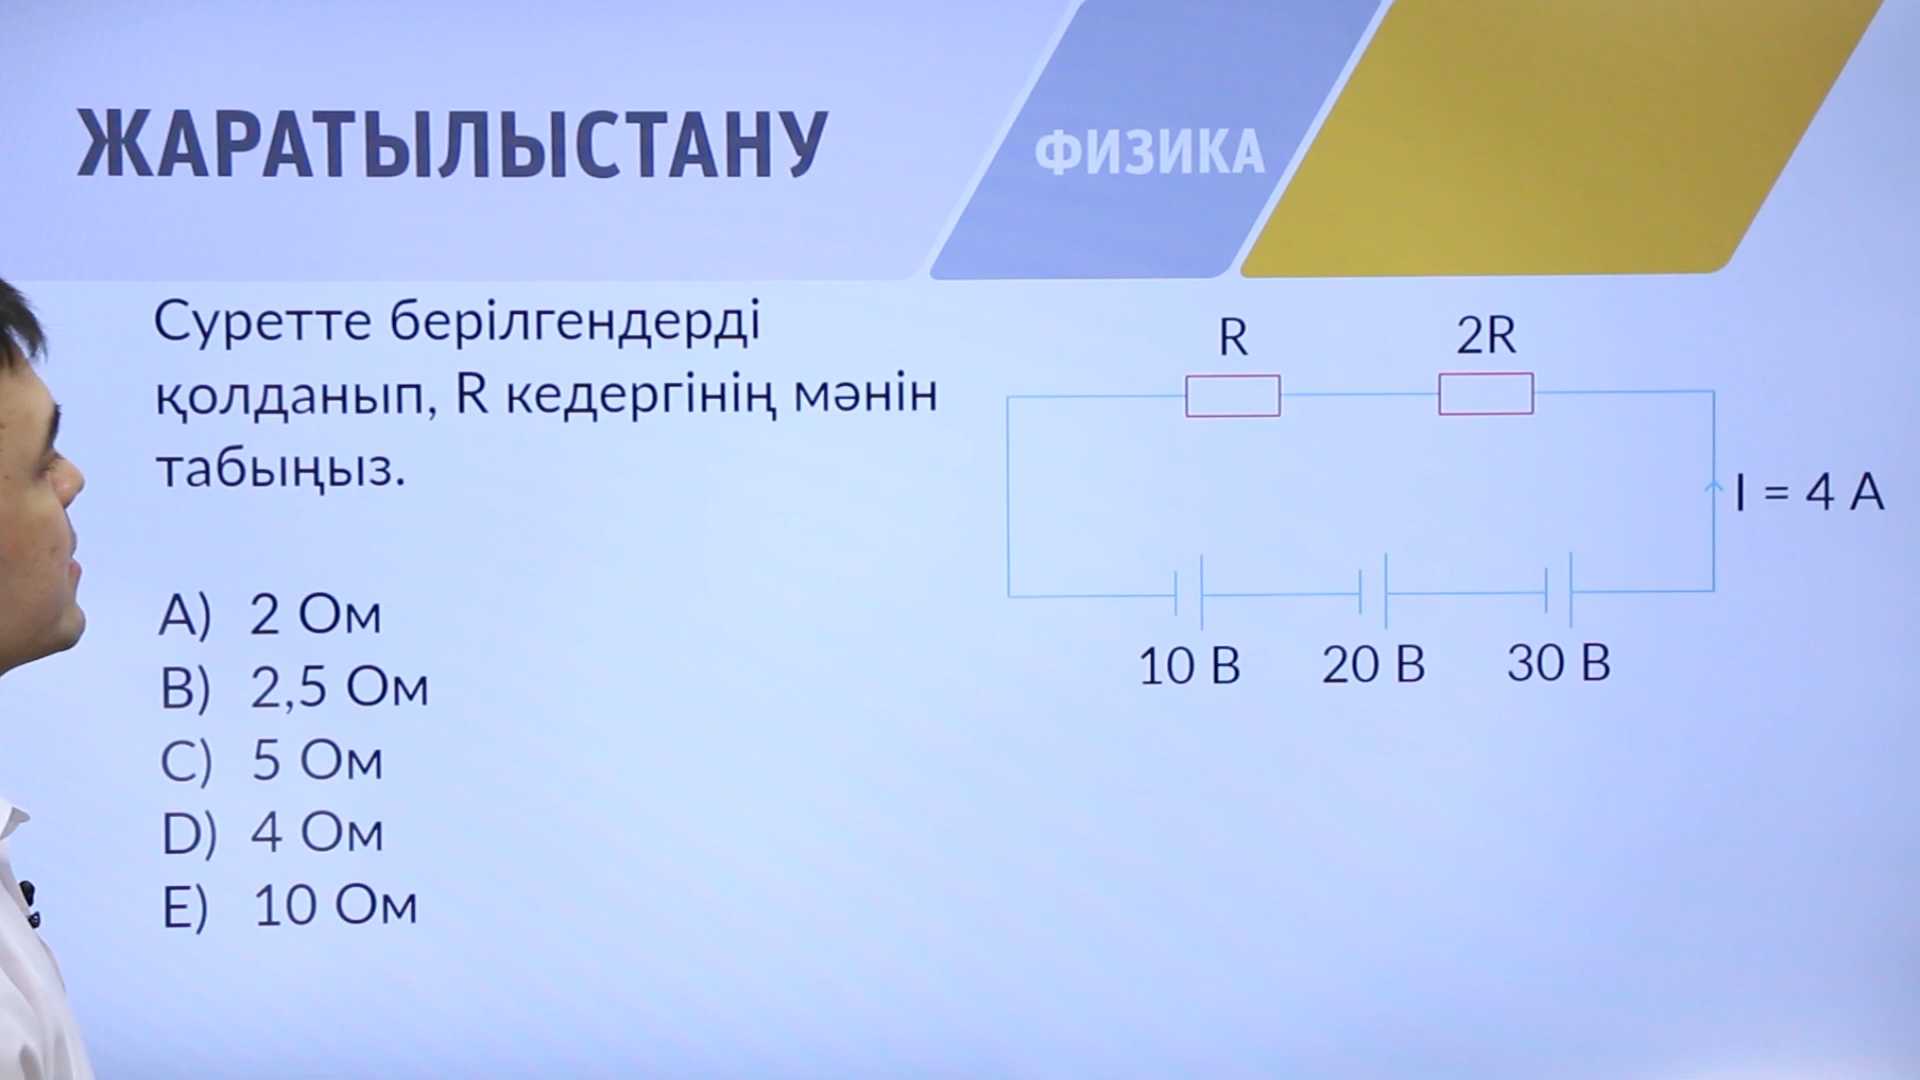 ЖАРАТЫЛЫСТАНУ
ФИЗИКА
Суретте берілгендерді
қолданып, R кедергінің мәнін
табыңыз.
A) 2 Ом
B) 2,5 Ом
C) 5 Ом
D) 4 Ом
E) 10 Ом
R 2R
I = 4 A
10 В 20 В 30 В